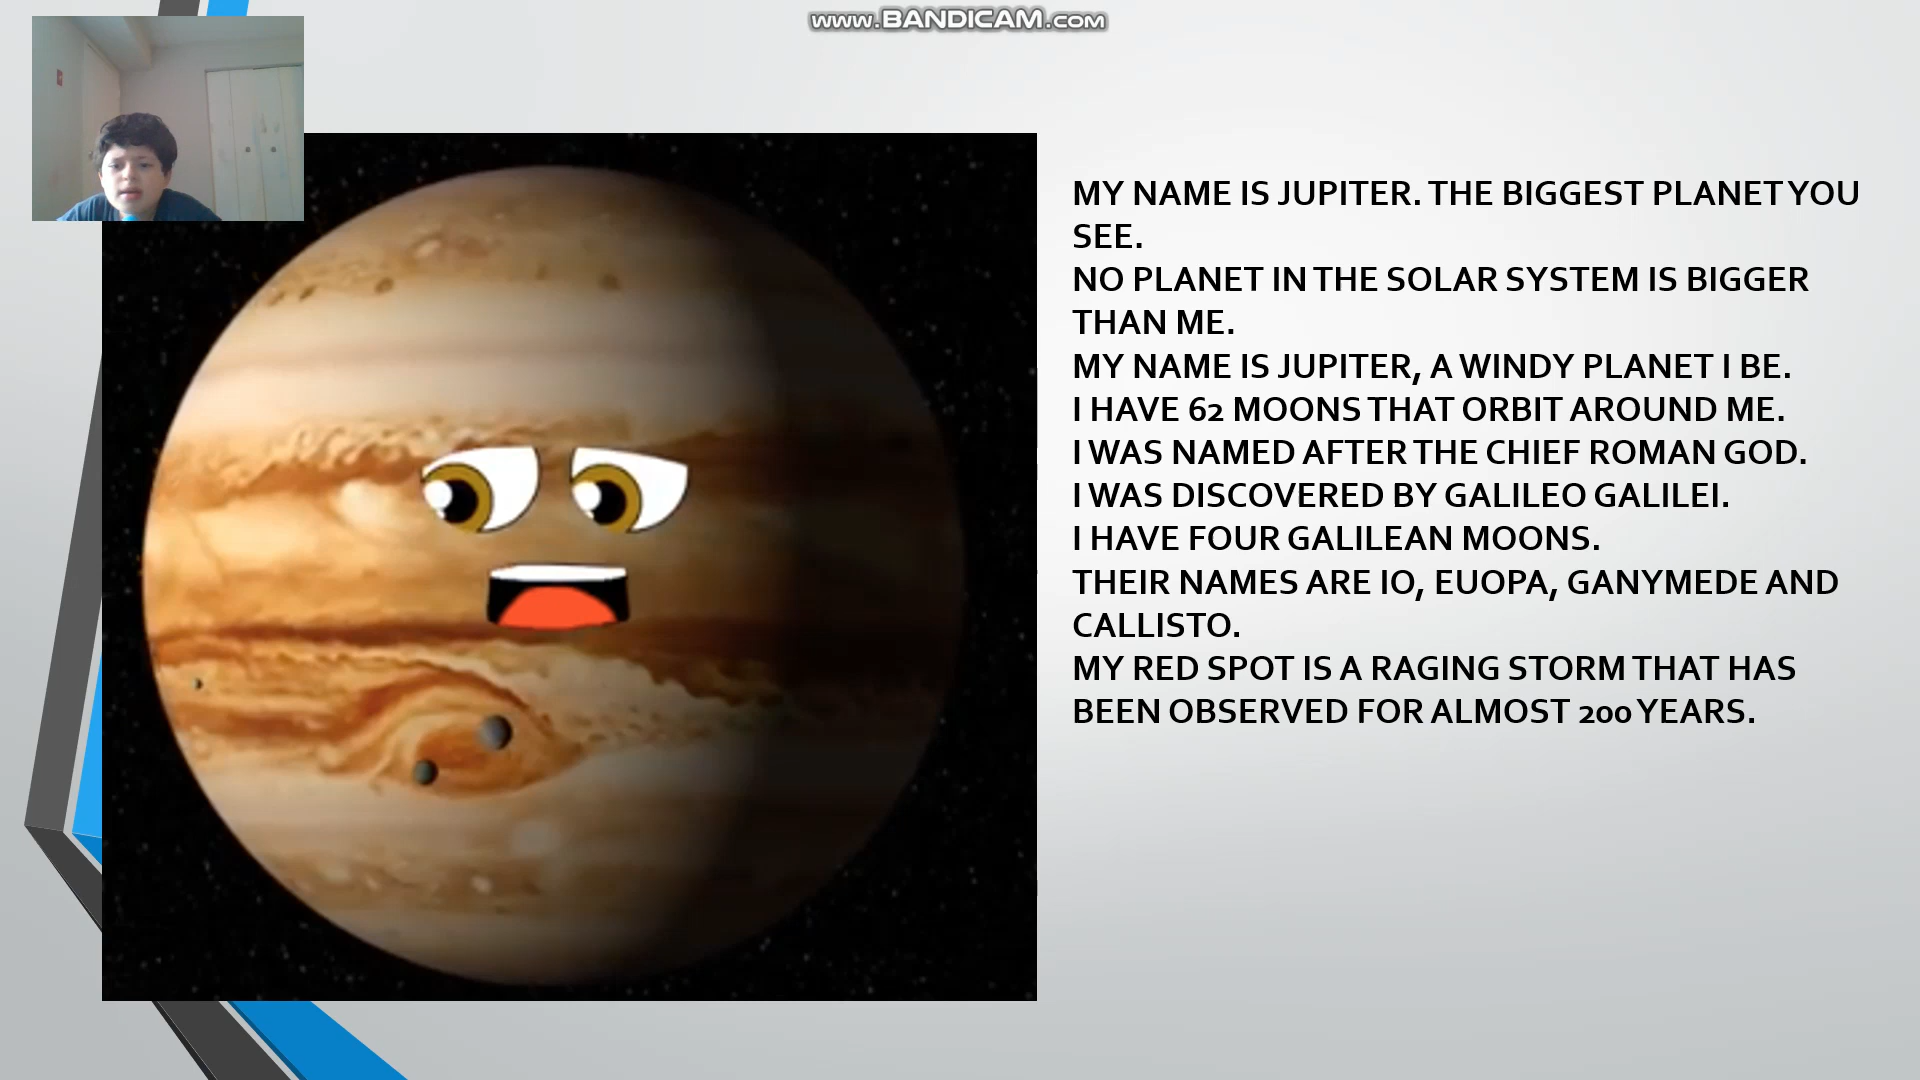 www.BANDICAM.com
MY NAME IS JUPITER. THE BIGGEST PLANET YOU
SEE.
NO PLANET IN THE SOLAR SYSTEM IS BIGGER
THAN ME.
MY NAME IS JUPITER, A WINDY PLANET I BE.
I HAVE 62 MOONS THAT ORBIT AROUND ME.
I WAS NAMED AFTER THE CHIEF ROMAN GOD.
I WAS DISCOVERED BY GALILEO GALILEI.
I HAVE FOUR GALILEAN MOONS.
THEIR NAMES ARE IO, EUOPA, GANYMEDE AND
CALLISTO.
MY RED SPOT IS A RAGING STORM THAT HAS
BEEN OBSERVED FOR ALMOST 200 YEARS.